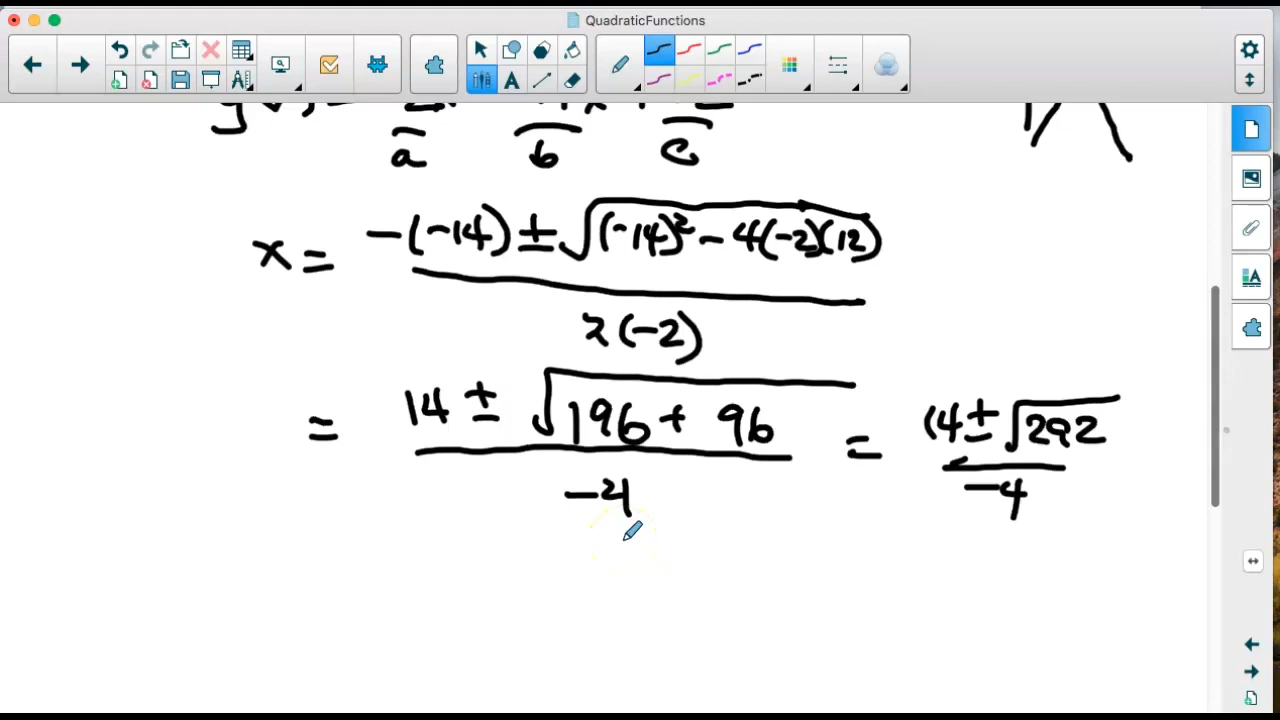 QuadraticFunctions
a b c
x = -(-14) ± √(-14)² - 4(-2)(12)
2(-2)
= 14 ± √196 + 96 = 14 ± √292
-4 -4